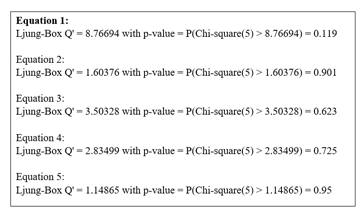 Equation 1:
Ljung-Box Q' = 8.76694 with p-value = P(Chi-square(5) > 8.76694) = 0.119
Equation 2:
Ljung-Box Q' = 1.60376 with p-value = P(Chi-square(5) > 1.60376) = 0.901
Equation 3:
Ljung-Box Q' = 3.50328 with p-value = P(Chi-square(5) > 3.50328) = 0.623
Equation 4:
Ljung-Box Q' = 2.83499 with p-value = P(Chi-square(5) > 2.83499) = 0.725
Equation 5:
Ljung-Box Q' = 1.14865 with p-value = P(Chi-square(5) > 1.14865) = 0.95